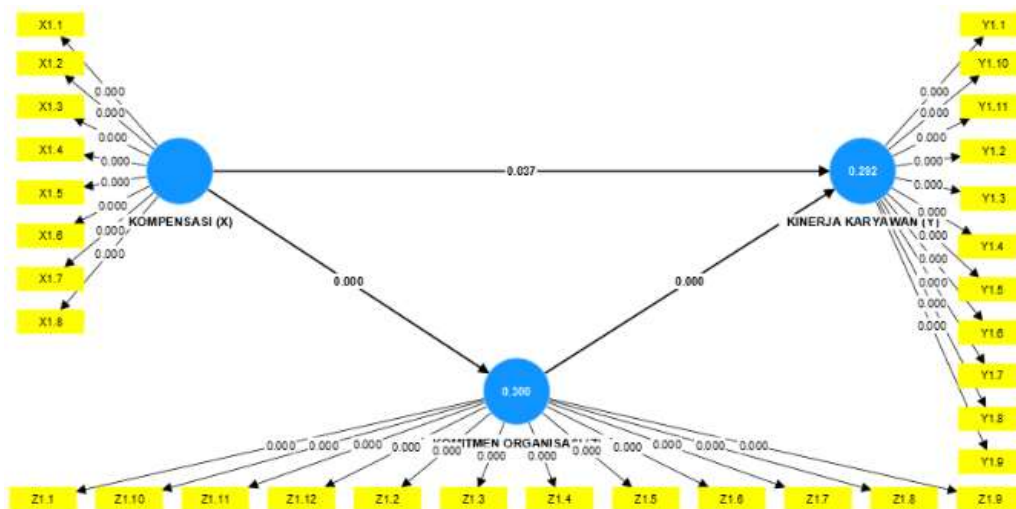 X1.1
X1.2
X1.3
X1.4
X1.5
X1.6
X1.7
X1.8
0.000
0.000
0.000
0.000
0.000
0.000
0.000
0.000
KOMPENSASI (X)
0.037
0.000
0.000
0.292
KINERJA KARYAWAN (Y)
0.000
0.000
0.000
0.000
0.000
0.000
0.000
0.000
0.000
0.000
0.000
Y1.1
Y1.10
Y1.11
Y1.2
Y1.3
Y1.4
Y1.5
Y1.6
Y1.7
Y1.8
Y1.9
KOMITMEN ORGANISASI
0.000
0.000
0.000
0.000
0.000
0.000
0.000
0.000
0.000
0.000
0.000
0.000
Z1.1
Z1.10
Z1.11
Z1.12
Z1.2
Z1.3
Z1.4
Z1.5
Z1.6
Z1.7
Z1.8
Z1.9